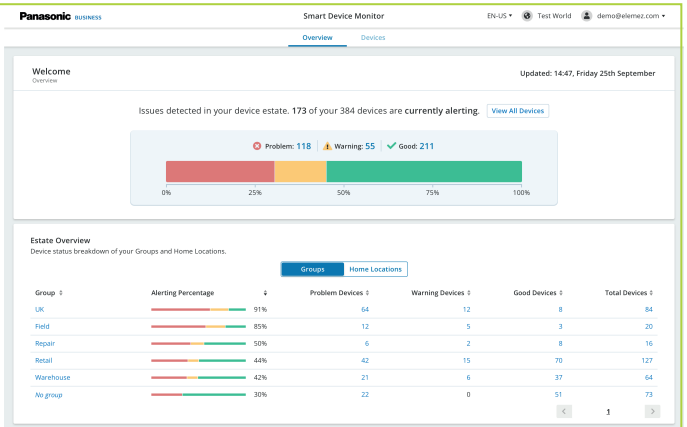 Panasonic BUSINESS Smart Device Monitor EN-US Test World demo@elemez.com
Overview Devices
Welcome
Overview
Updated: 14:47, Friday 25th September
Issues detected in your device estate. 173 of your 384 devices are currently alerting. View All Devices
Problem: 118 Warning: 55 Good: 211
0% 25% 50% 75% 100%
Estate Overview
Device status breakdown of your Groups and Home Locations.
Groups Home Locations
Group Alerting Percentage Problem Devices Warning Devices Good Devices Total Devices
UK 91% 64 12 8 84
Field 85% 12 5 3 20
Repair 50% 6 2 8 16
Retail 44% 42 15 70 127
Warehouse 42% 21 6 37 64
No group 30% 22 0 51 73
< 1 >